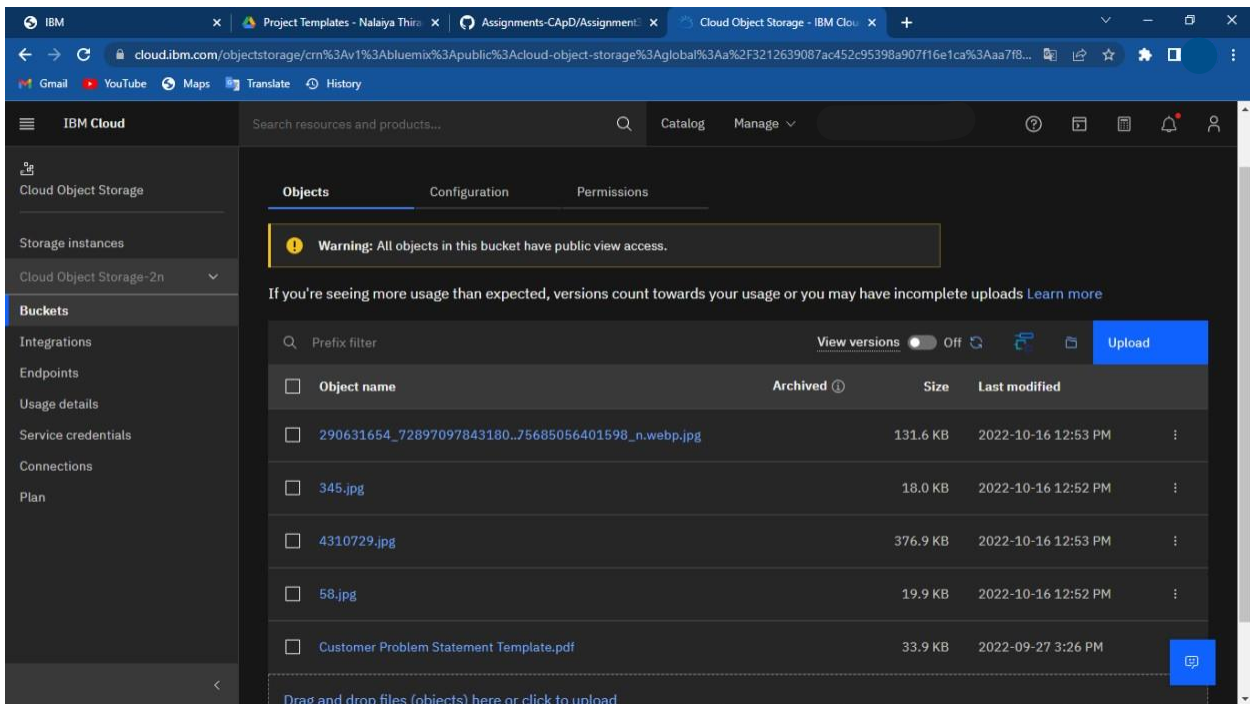 IBM
Project Templates - Nalaiya Thira
Assignments-CApD/Assignment3
Cloud Object Storage - IBM Clou
cloud.ibm.com/objectstorage/crn%3Av1%3Abluemix%3Apublic%3Acloud-object-storage%3Aglobal%3Aa%2F3212639087ac452c95398a907f16e1ca%3Aaa7f8...
Gmail YouTube Maps Translate History
IBM Cloud Search resources and products... Catalog Manage
Cloud Object Storage
Storage instances
Cloud Object Storage-2n
Buckets
Integrations
Endpoints
Usage details
Service credentials
Connections
Plan
Objects Configuration Permissions
Warning: All objects in this bucket have public view access.
If you're seeing more usage than expected, versions count towards your usage or you may have incomplete uploads Learn more
Prefix filter View versions Off Upload
Object name Archived Size Last modified
290631654_72897097843180..75685056401598_n.webp.jpg 131.6 KB 2022-10-16 12:53 PM
345.jpg 18.0 KB 2022-10-16 12:52 PM
4310729.jpg 376.9 KB 2022-10-16 12:53 PM
58.jpg 19.9 KB 2022-10-16 12:52 PM
Customer Problem Statement Template.pdf 33.9 KB 2022-09-27 3:26 PM
Drag and drop files (objects) here or click to upload